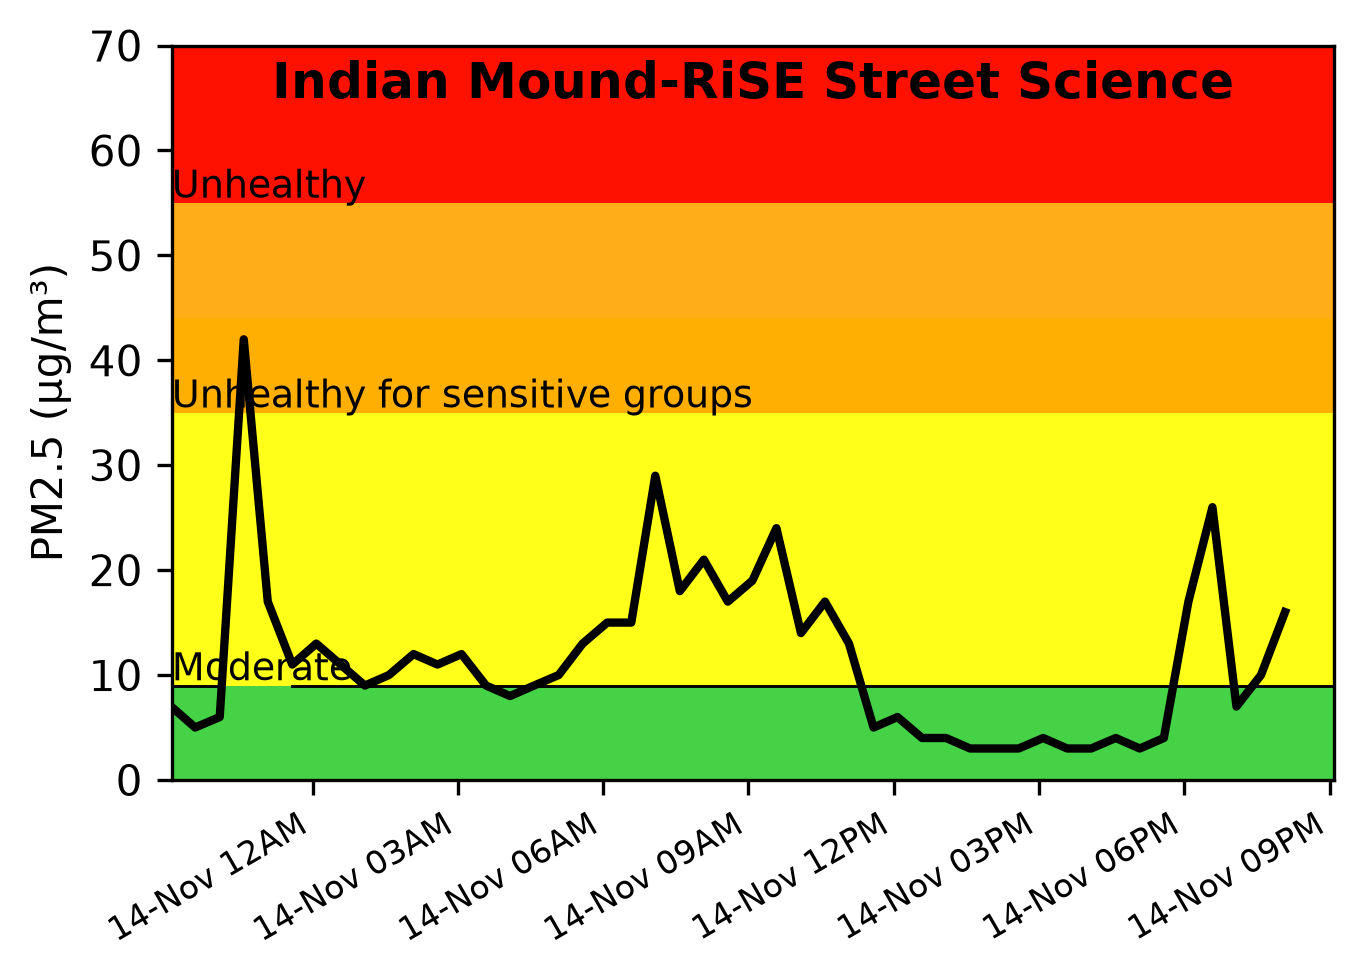 Indian Mound-RiSE Street Science
PM2.5 (µg/m³)
70
60
50
40
30
20
10
0
Unhealthy
Unhealthy for sensitive groups
Moderate
14-Nov 12AM
14-Nov 03AM
14-Nov 06AM
14-Nov 09AM
14-Nov 12PM
14-Nov 03PM
14-Nov 06PM
14-Nov 09PM